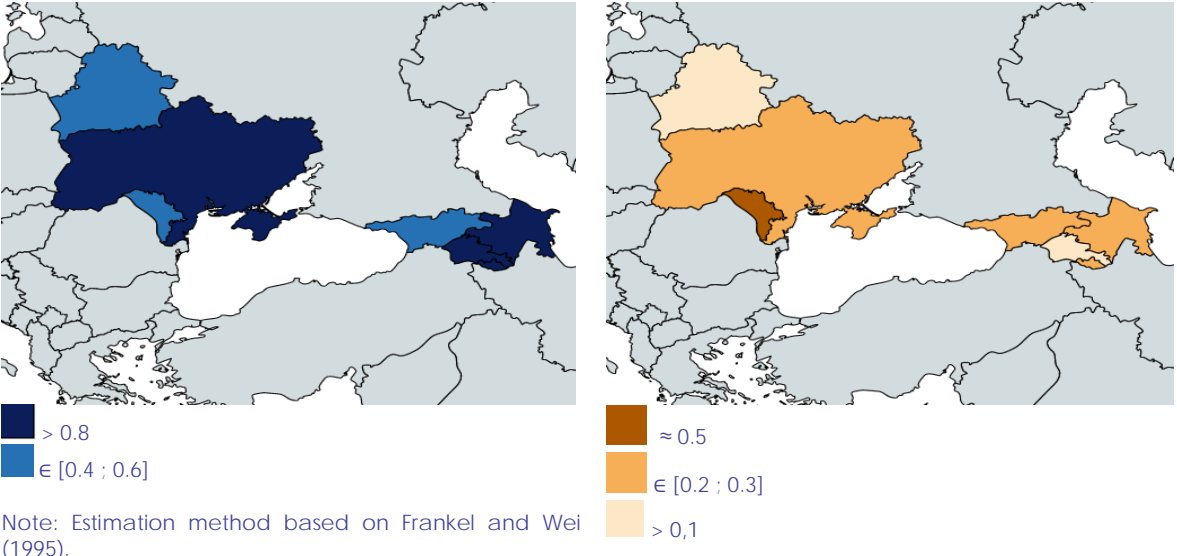 > 0.8
∈ [0.4 ; 0.6]
Note: Estimation method based on Frankel and Wei
(1995).
≈ 0.5
∈ [0.2 ; 0.3]
> 0,1